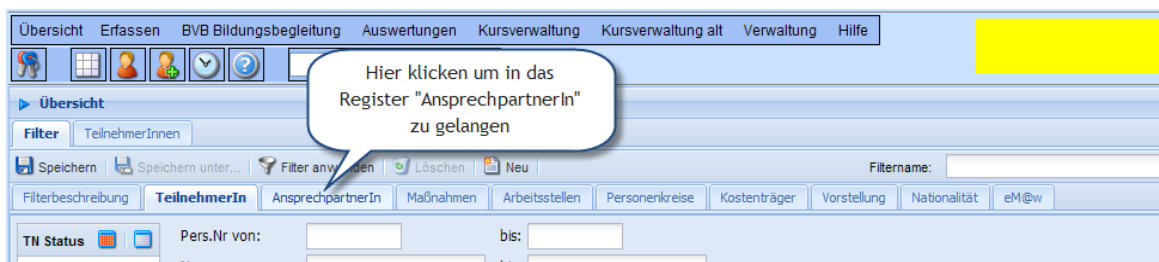 Übersicht Erfassen BVB Bildungsbegleitung Auswertungen Kursverwaltung Kursverwaltung alt Verwaltung Hilfe
Hier klicken um in das
Register "AnsprechpartnerIn"
zu gelangen
Übersicht
Filter TeilnehmerInnen
Speichern Speichern unter... Filter anwenden Löschen Neu Filtername:
Filterbeschreibung TeilnehmerIn AnsprechpartnerIn Maßnahmen Arbeitsstellen Personenkreise Kostenträger Vorstellung Nationalität eM@w
TN Status Pers.Nr von: bis: